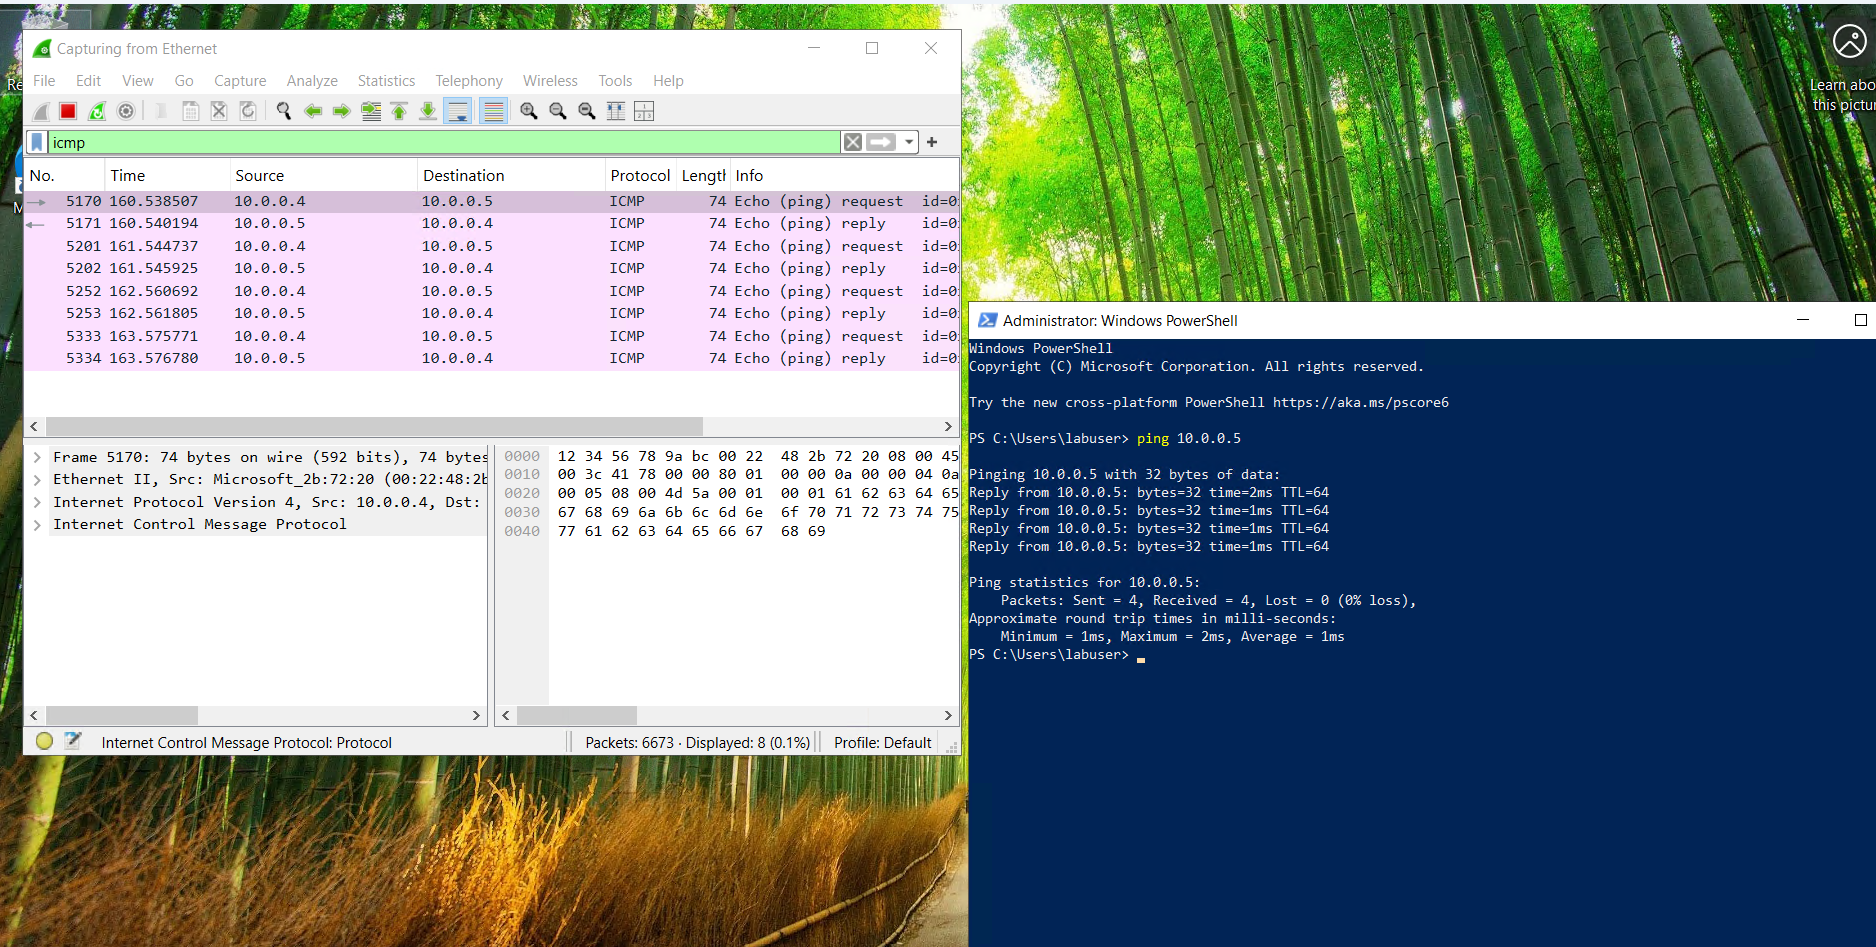 Capturing from Ethernet
File Edit View Go Capture Analyze Statistics Telephony Wireless Tools Help
icmp
No. Time Source Destination Protocol Length Info
5170 160.538507 10.0.0.4 10.0.0.5 ICMP 74 Echo (ping) request id=0
5171 160.540194 10.0.0.5 10.0.0.4 ICMP 74 Echo (ping) reply id=0
5201 161.544737 10.0.0.4 10.0.0.5 ICMP 74 Echo (ping) request id=0
5202 161.545925 10.0.0.5 10.0.0.4 ICMP 74 Echo (ping) reply id=0
5252 162.560692 10.0.0.4 10.0.0.5 ICMP 74 Echo (ping) request id=0
5253 162.561805 10.0.0.5 10.0.0.4 ICMP 74 Echo (ping) reply id=0
5333 163.575771 10.0.0.4 10.0.0.5 ICMP 74 Echo (ping) request id=0
5334 163.576780 10.0.0.5 10.0.0.4 ICMP 74 Echo (ping) reply id=0
Frame 5170: 74 bytes on wire (592 bits), 74 bytes
Ethernet II, Src: Microsoft_2b:72:20 (00:22:48:2b
Internet Protocol Version 4, Src: 10.0.0.4, Dst:
Internet Control Message Protocol
0000 12 34 56 78 9a bc 00 22 48 2b 72 20 08 00 45
0010 00 3c 41 78 00 00 80 01 00 00 0a 00 00 04 0a
0020 00 05 08 00 4d 5a 00 01 00 01 61 62 63 64 65
0030 67 68 69 6a 6b 6c 6d 6e 6f 70 71 72 73 74 75
0040 77 61 62 63 64 65 66 67 68 69
Internet Control Message Protocol: Protocol
Packets: 6673 · Displayed: 8 (0.1%)
Profile: Default
Learn abo
this pictur
Administrator: Windows PowerShell
Windows PowerShell
Copyright (C) Microsoft Corporation. All rights reserved.
Try the new cross-platform PowerShell https://aka.ms/pscore6
PS C:\Users\labuser> ping 10.0.0.5
Pinging 10.0.0.5 with 32 bytes of data:
Reply from 10.0.0.5: bytes=32 time=2ms TTL=64
Reply from 10.0.0.5: bytes=32 time=1ms TTL=64
Reply from 10.0.0.5: bytes=32 time=1ms TTL=64
Reply from 10.0.0.5: bytes=32 time=1ms TTL=64
Ping statistics for 10.0.0.5:
Packets: Sent = 4, Received = 4, Lost = 0 (0% loss),
Approximate round trip times in milli-seconds:
Minimum = 1ms, Maximum = 2ms, Average = 1ms
PS C:\Users\labuser>